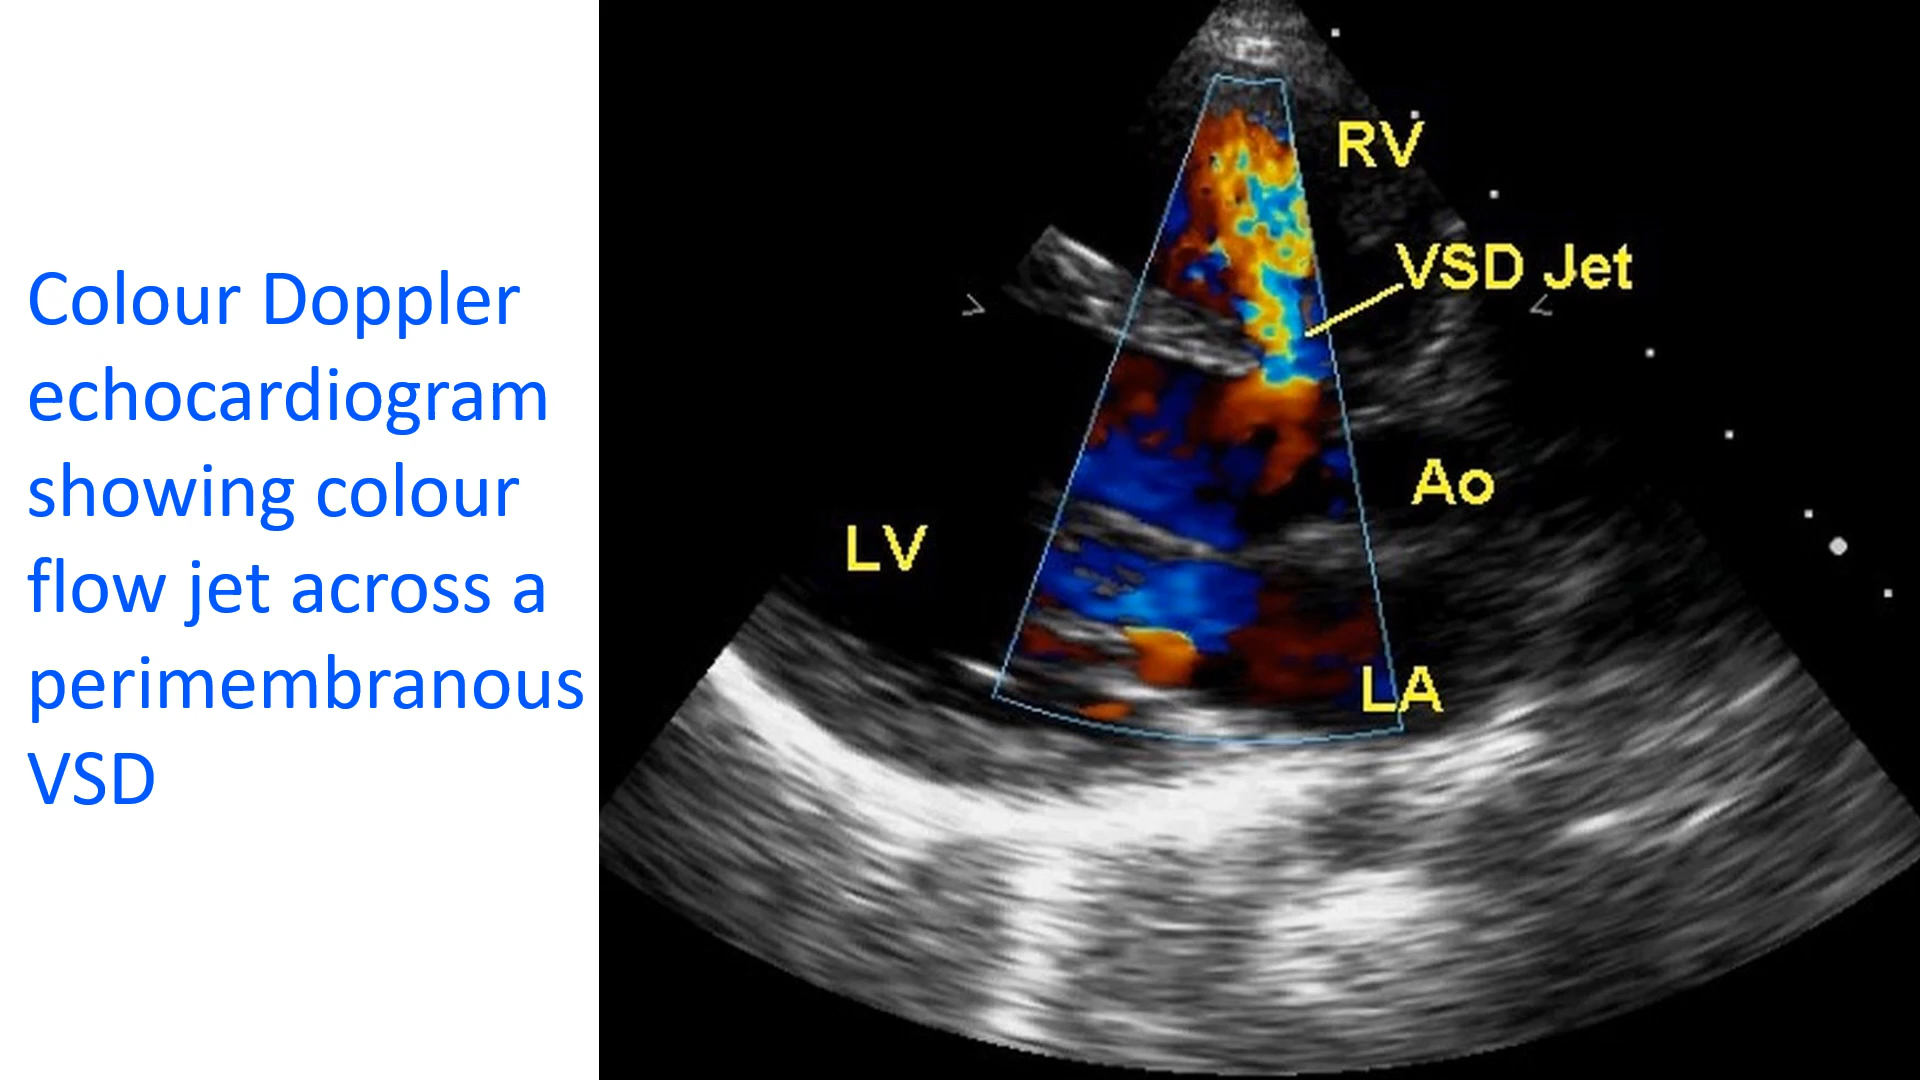 Colour Doppler
echocardiogram
showing colour
flow jet across a
perimembranous
VSD
RV
VSD Jet
Ao
LV
LA